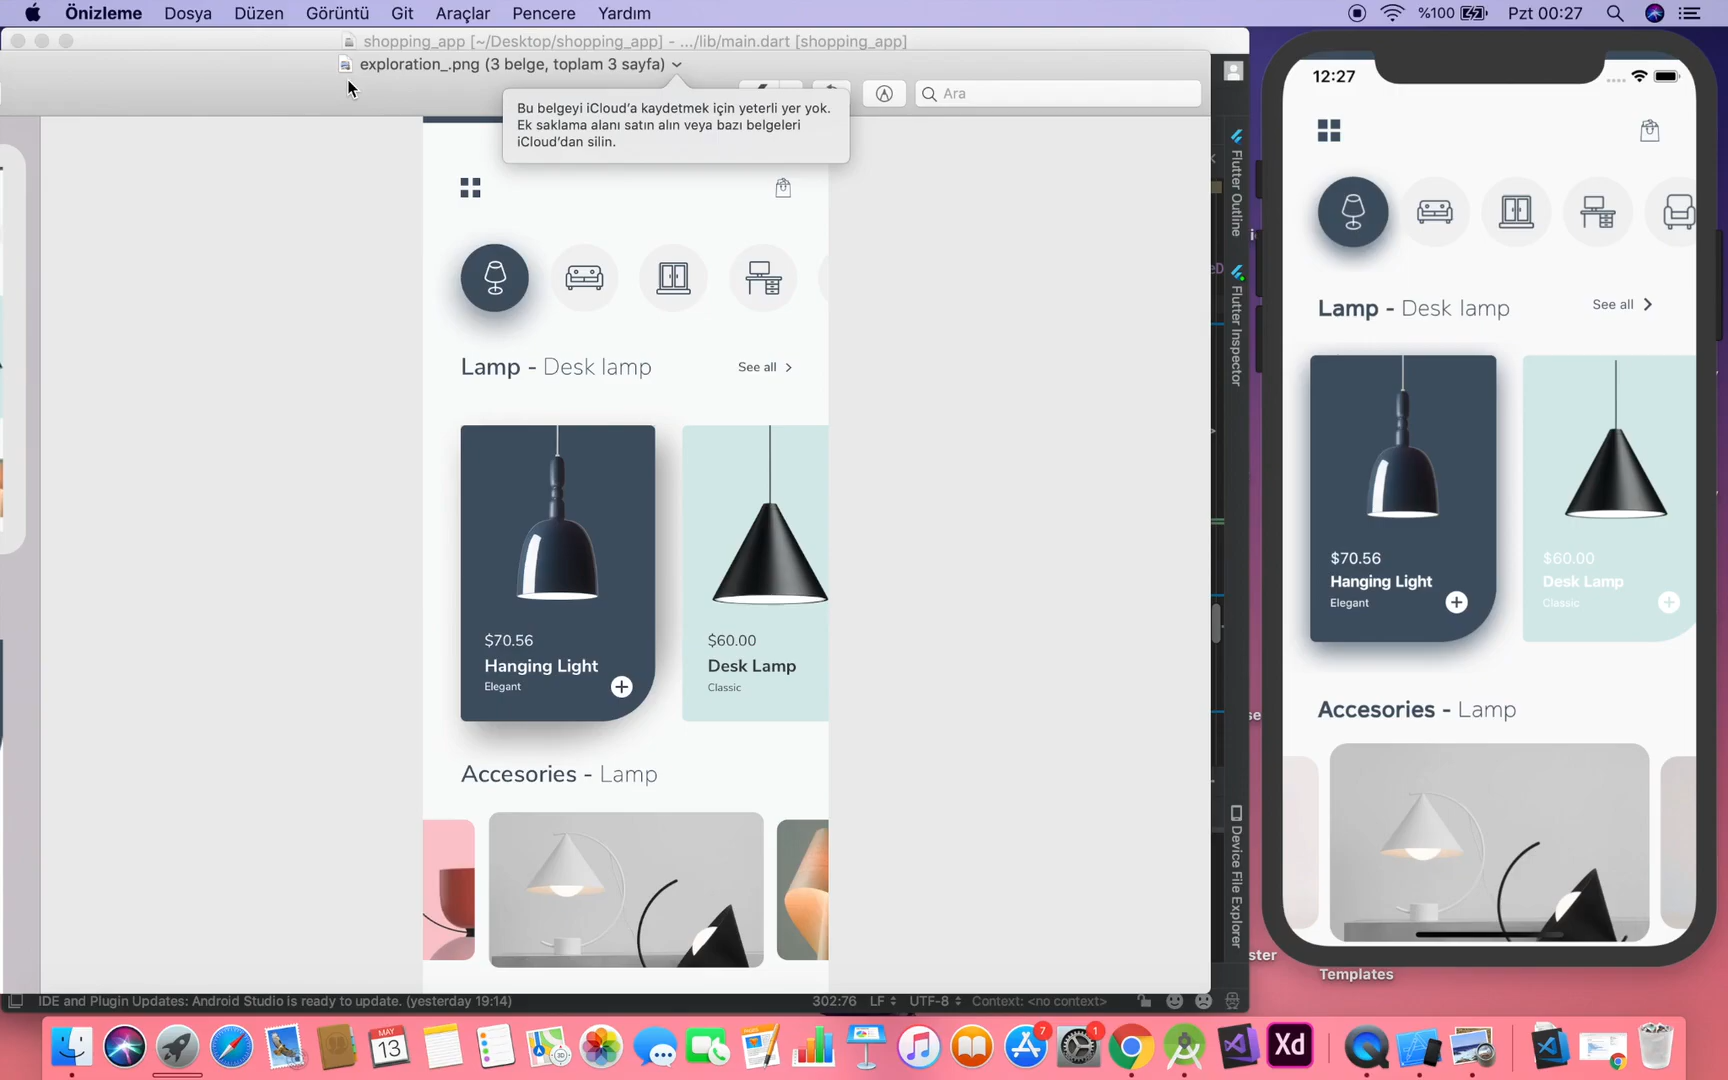 Önizleme Dosya Düzen Görüntü Git Araçlar Pencere Yardım
%100 Pzt 00:27
shopping_app [~/Desktop/shopping_app] - .../lib/main.dart [shopping_app]
exploration_.png (3 belge, toplam 3 sayfa)
Ara
Bu belgeyi iCloud'a kaydetmek için yeterli yer yok.
Ek saklama alanı satın alın veya bazı belgeleri
iCloud'dan silin.
Lamp - Desk lamp
See all
$70.56
Hanging Light
Elegant
$60.00
Desk Lamp
Classic
Accesories - Lamp
Flutter Outline
Flutter Inspector
Device File Explorer
12:27
Lamp - Desk lamp
See all
$70.56
Hanging Light
Elegant
$60.00
Desk Lamp
Classic
Accesories - Lamp
ster
Templates
IDE and Plugin Updates: Android Studio is ready to update. (yesterday 19:14)
302:76 LF UTF-8 Context: <no context>
MAY
13
PAGES
7
1
Xd